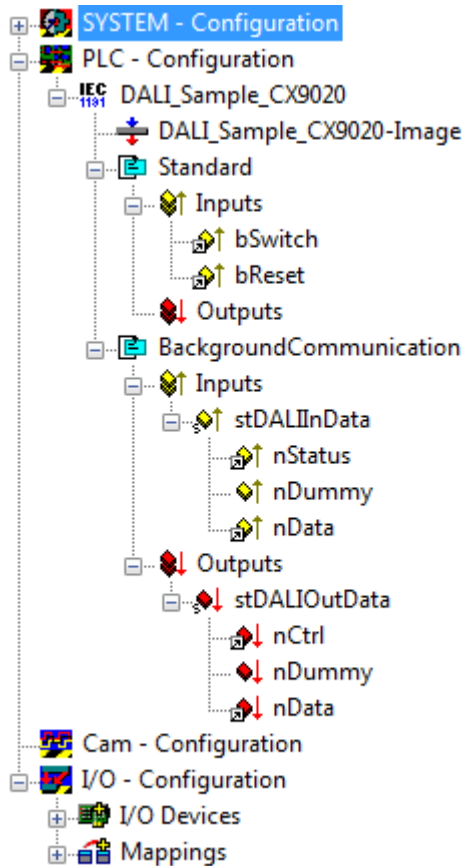 SYSTEM - Configuration
PLC - Configuration
IEC
1131
DALI_Sample_CX9020
DALI_Sample_CX9020-Image
Standard
Inputs
bSwitch
bReset
Outputs
BackgroundCommunication
Inputs
stDALIInData
nStatus
nDummy
nData
Outputs
stDALIOutData
nCtrl
nDummy
nData
Cam - Configuration
I/O - Configuration
I/O Devices
Mappings